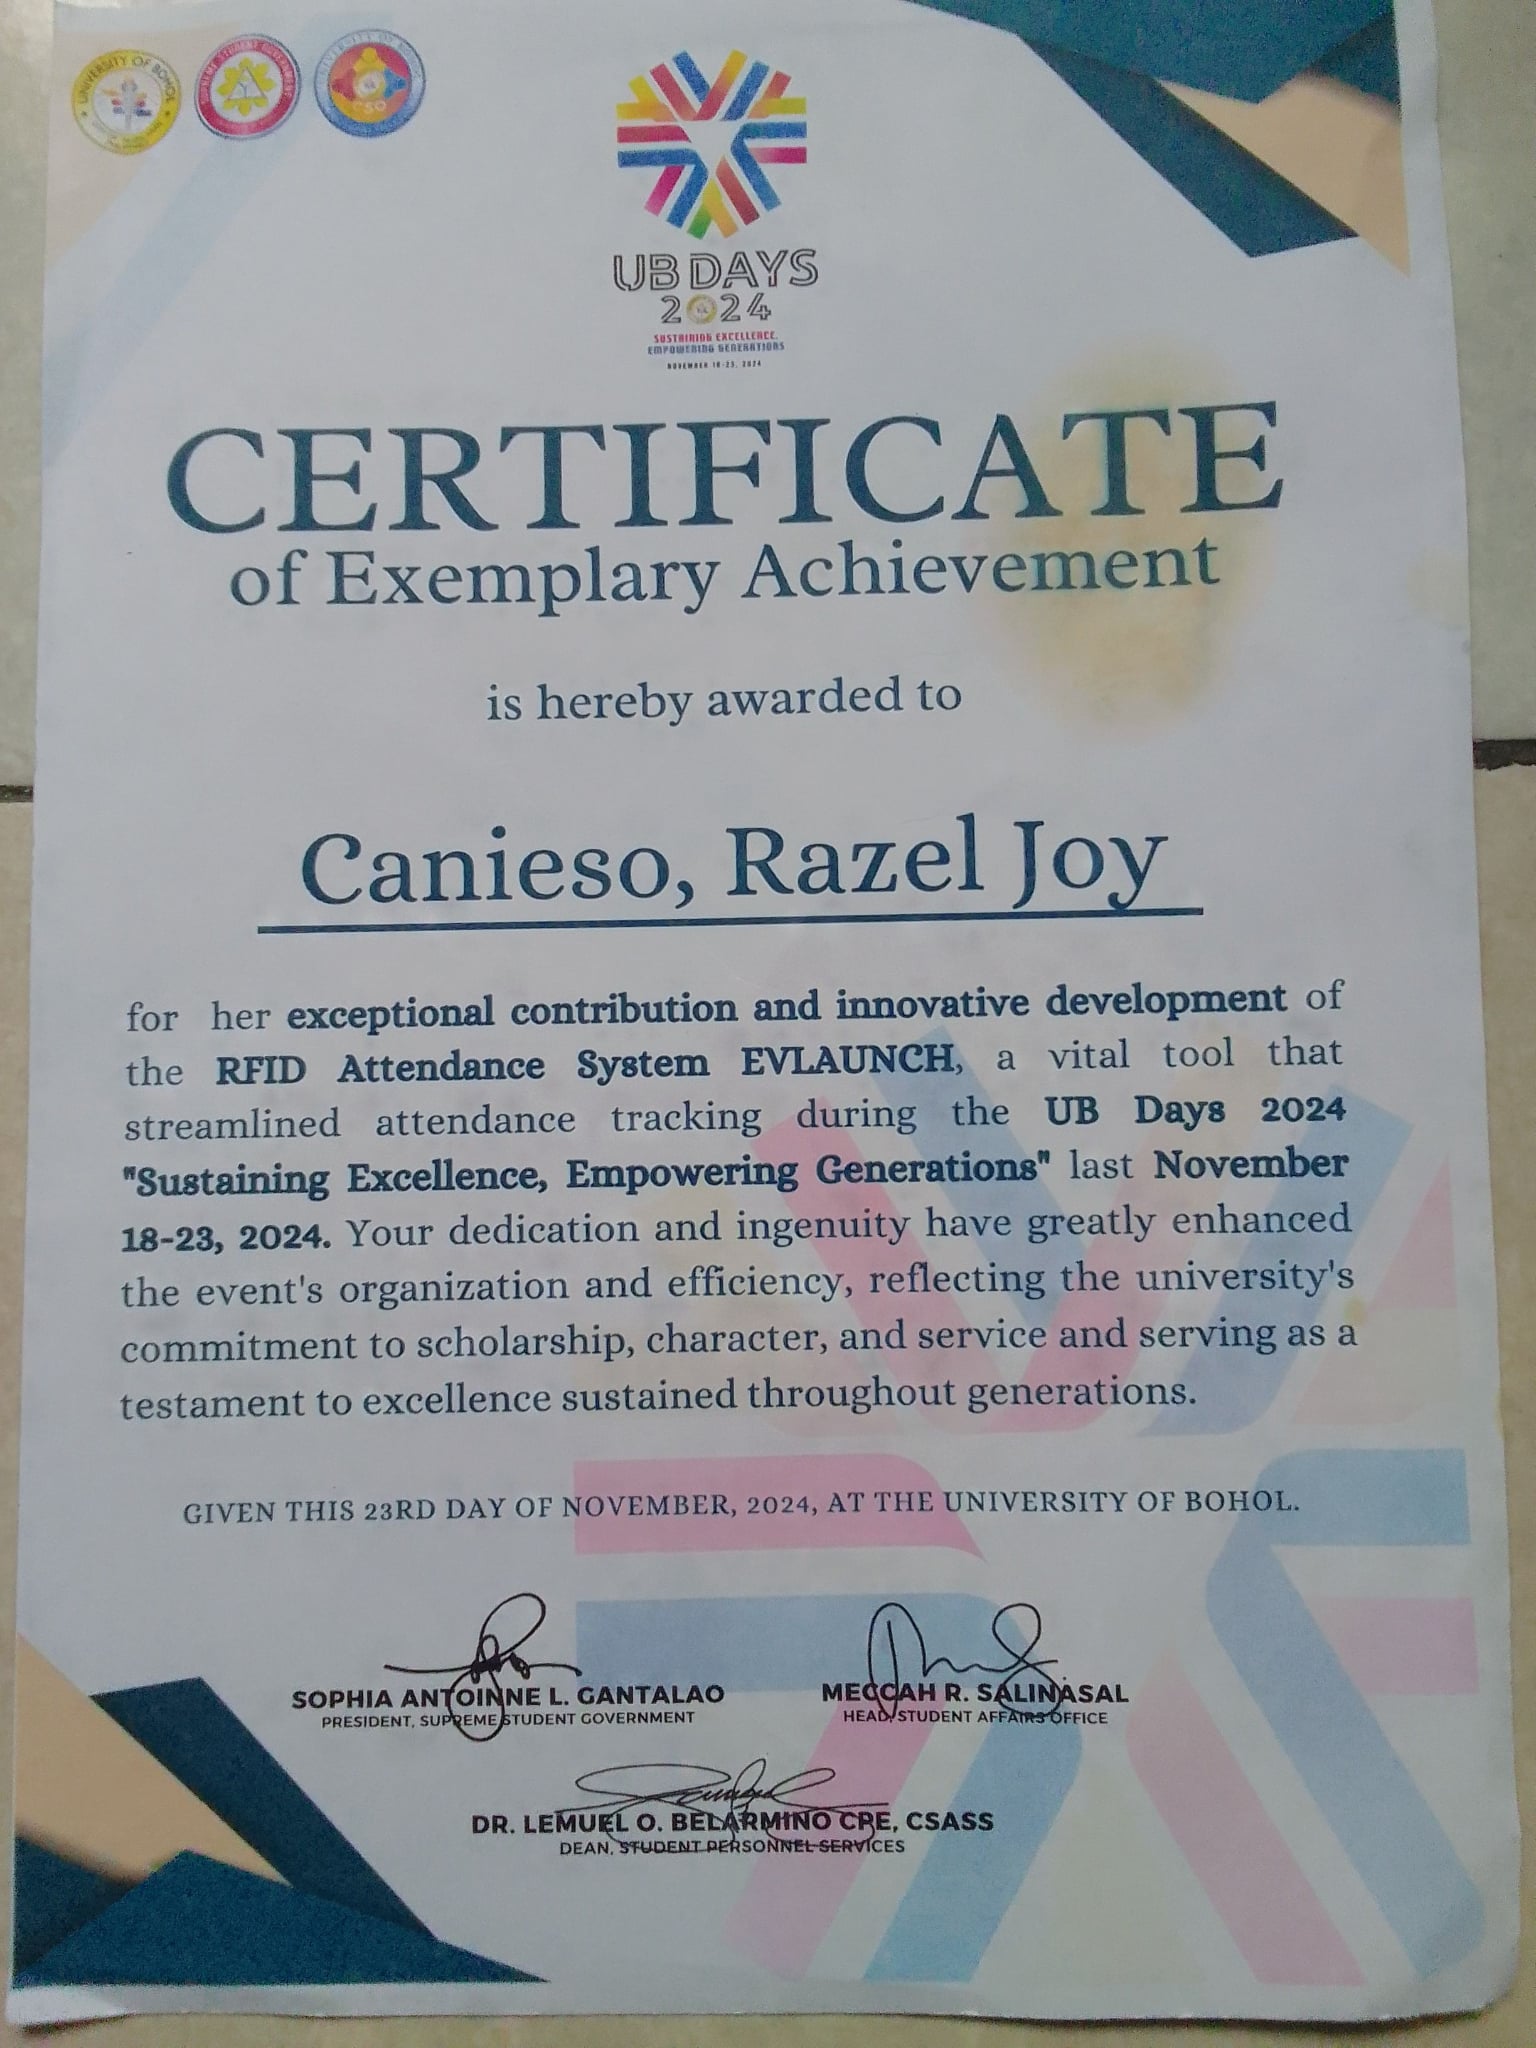 UNIVERSITY OF BOHOL
SUPREME STUDENT GOVERNMENT
UNIVERSITY OF BOHOL
CSO
UB DAYS
2024
SUSTAINING EXCELLENCE,
EMPOWERING GENERATIONS
NOVEMBER 18-23, 2024
CERTIFICATE
of Exemplary Achievement
is hereby awarded to
Canieso, Razel Joy
for her exceptional contribution and innovative development of
the RFID Attendance System EVLAUNCH, a vital tool that
streamlined attendance tracking during the UB Days 2024
"Sustaining Excellence, Empowering Generations" last November
18-23, 2024. Your dedication and ingenuity have greatly enhanced
the event's organization and efficiency, reflecting the university's
commitment to scholarship, character, and service and serving as a
testament to excellence sustained throughout generations.
GIVEN THIS 23RD DAY OF NOVEMBER, 2024, AT THE UNIVERSITY OF BOHOL.
SOPHIA ANTOINNE L. GANTALAO MECCAH R. SALINASAL
PRESIDENT, SUPREME STUDENT GOVERNMENT HEAD, STUDENT AFFAIRS OFFICE
DR. LEMUEL O. BELARMINO CPE, CSASS
DEAN, STUDENT PERSONNEL SERVICES